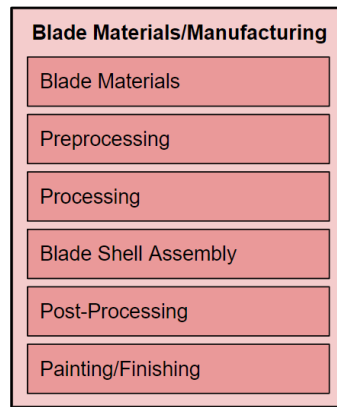 Blade Materials/Manufacturing
Blade Materials
Preprocessing
Processing
Blade Shell Assembly
Post-Processing
Painting/Finishing